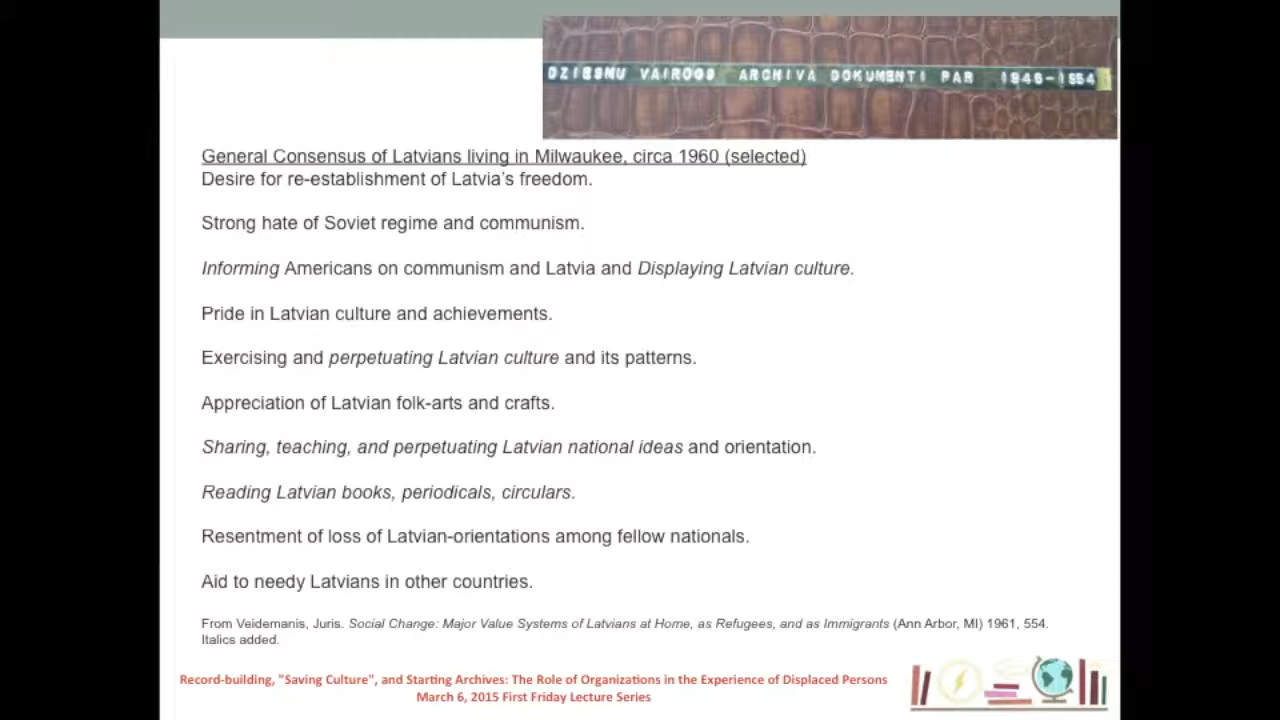 DZIESMU VAIROGS ARCHIVA DOKUMENTI PAR 1946-1954
General Consensus of Latvians living in Milwaukee, circa 1960 (selected)
Desire for re-establishment of Latvia's freedom.
Strong hate of Soviet regime and communism.
Informing Americans on communism and Latvia and Displaying Latvian culture.
Pride in Latvian culture and achievements.
Exercising and perpetuating Latvian culture and its patterns.
Appreciation of Latvian folk-arts and crafts.
Sharing, teaching, and perpetuating Latvian national ideas and orientation.
Reading Latvian books, periodicals, circulars.
Resentment of loss of Latvian-orientations among fellow nationals.
Aid to needy Latvians in other countries.
From Veidemanis, Juris. Social Change: Major Value Systems of Latvians at Home, as Refugees, and as Immigrants (Ann Arbor, MI) 1961, 554.
Italics added.
Record-building, "Saving Culture", and Starting Archives: The Role of Organizations in the Experience of Displaced Persons
March 6, 2015 First Friday Lecture Series